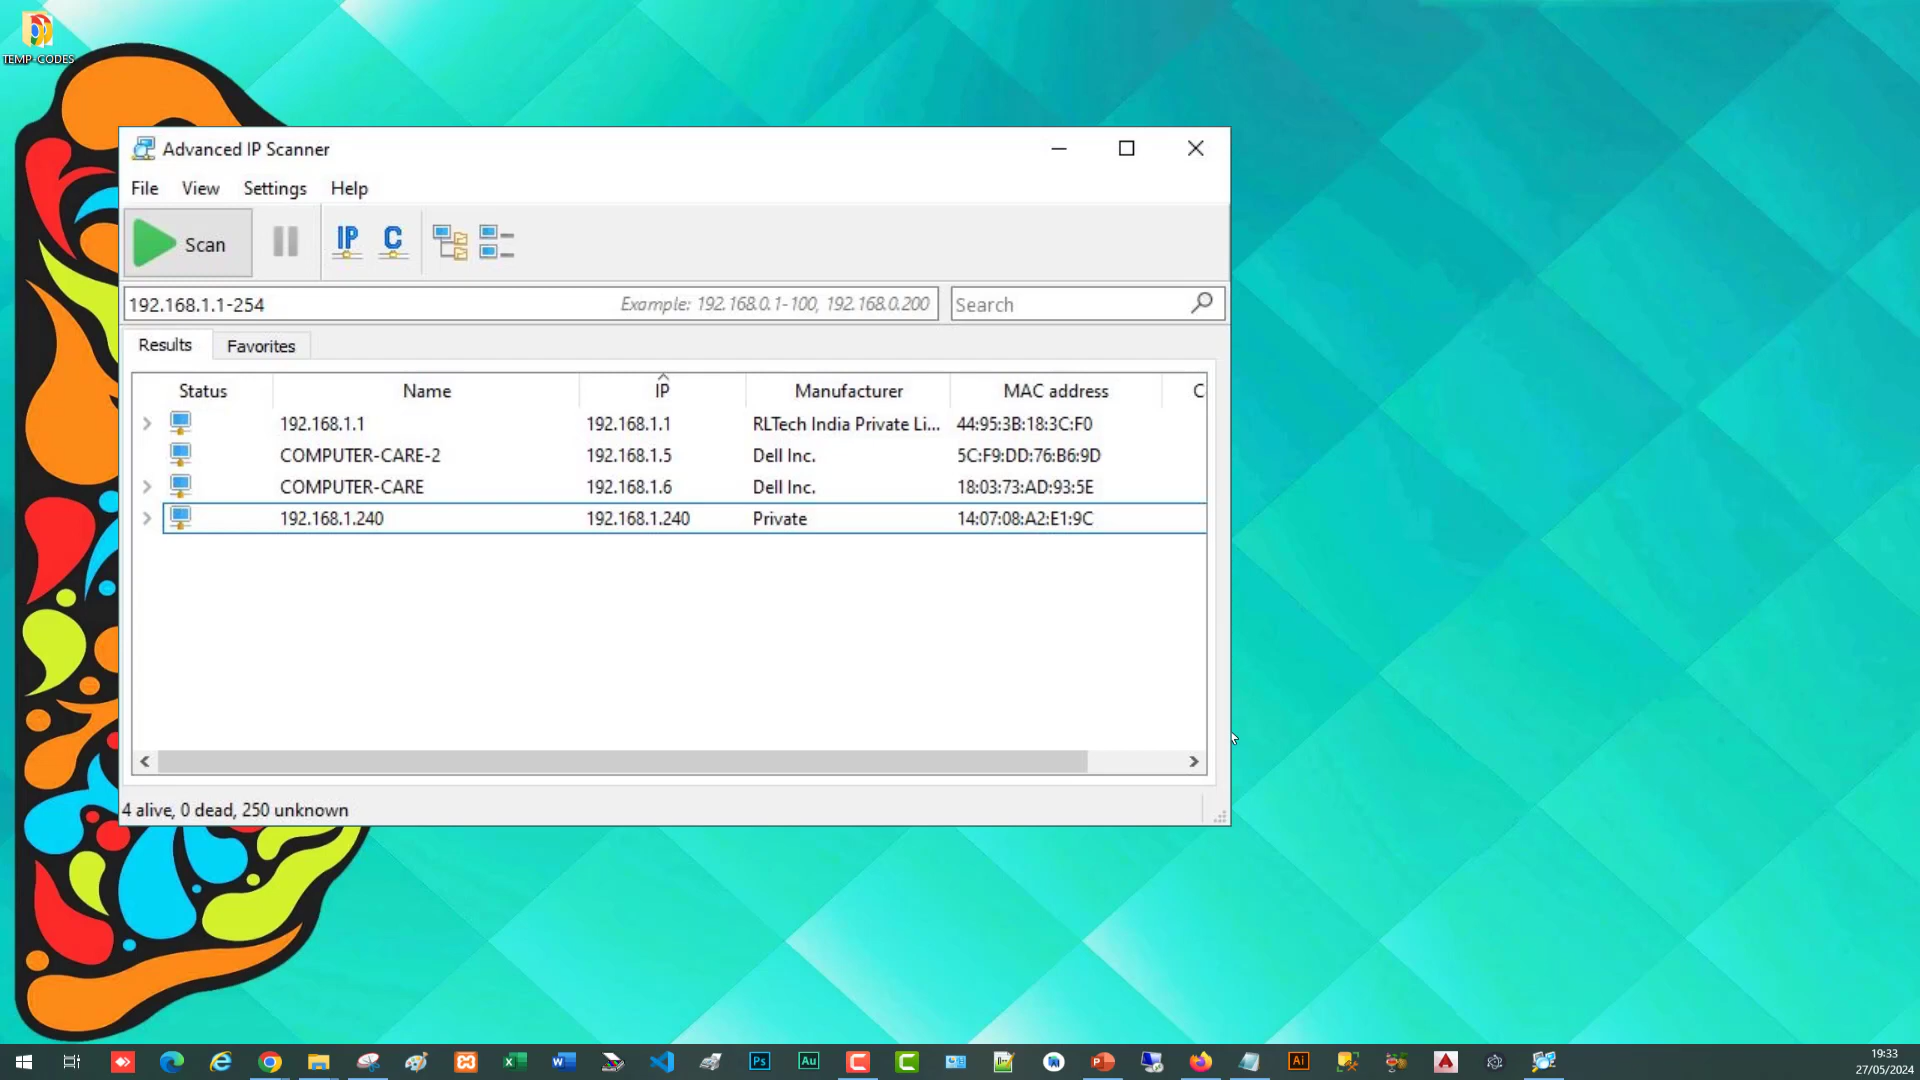 TEMP-CODES
Advanced IP Scanner
File View Settings Help
Scan IP C
192.168.1.1-254 Example: 192.168.0.1-100, 192.168.0.200 Search
Results Favorites
Status Name IP Manufacturer MAC address C
192.168.1.1 192.168.1.1 RLTech India Private Li... 44:95:3B:18:3C:F0
COMPUTER-CARE-2 192.168.1.5 Dell Inc. 5C:F9:DD:76:B6:9D
COMPUTER-CARE 192.168.1.6 Dell Inc. 18:03:73:AD:93:5E
192.168.1.240 192.168.1.240 Private 14:07:08:A2:E1:9C
4 alive, 0 dead, 250 unknown
Ps Au Ai
19:33
27/05/2024